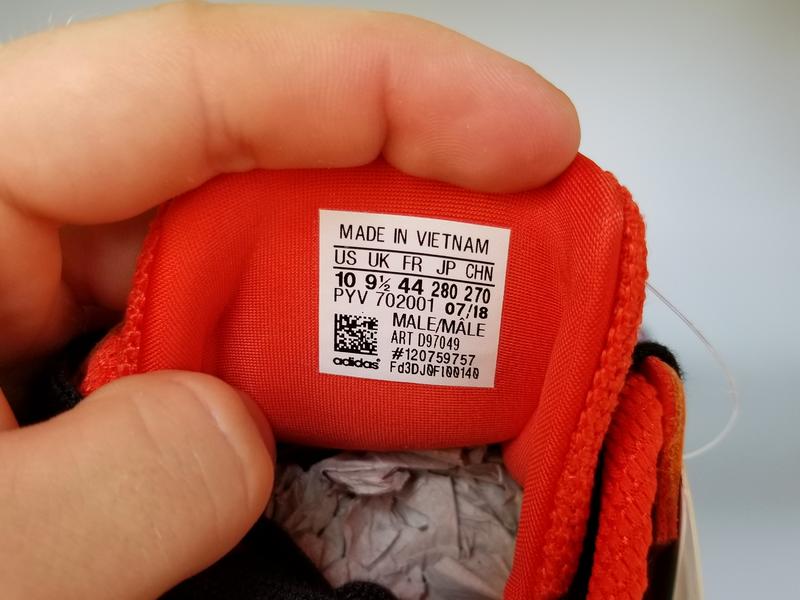 MADE IN VIETNAM
US UK FR JP CHN
10 9½ 44 280 270
PYV 702001 07/18
MALE/MÂLE
ART D97049
#120759757
adidas® Fd3DJ0Fl00140